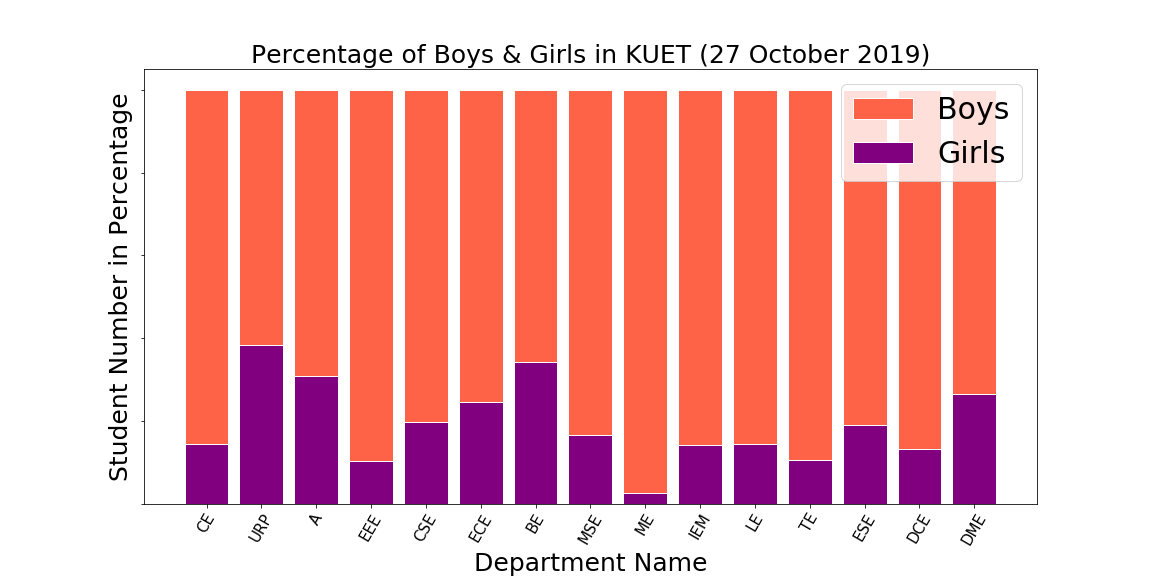 Percentage of Boys & Girls in KUET (27 October 2019)
Student Number in Percentage
Boys
Girls
CE
URP
A
EEE
CSE
ECE
BE
MSE
ME
IEM
LE
TE
ESE
DCE
DME
Department Name